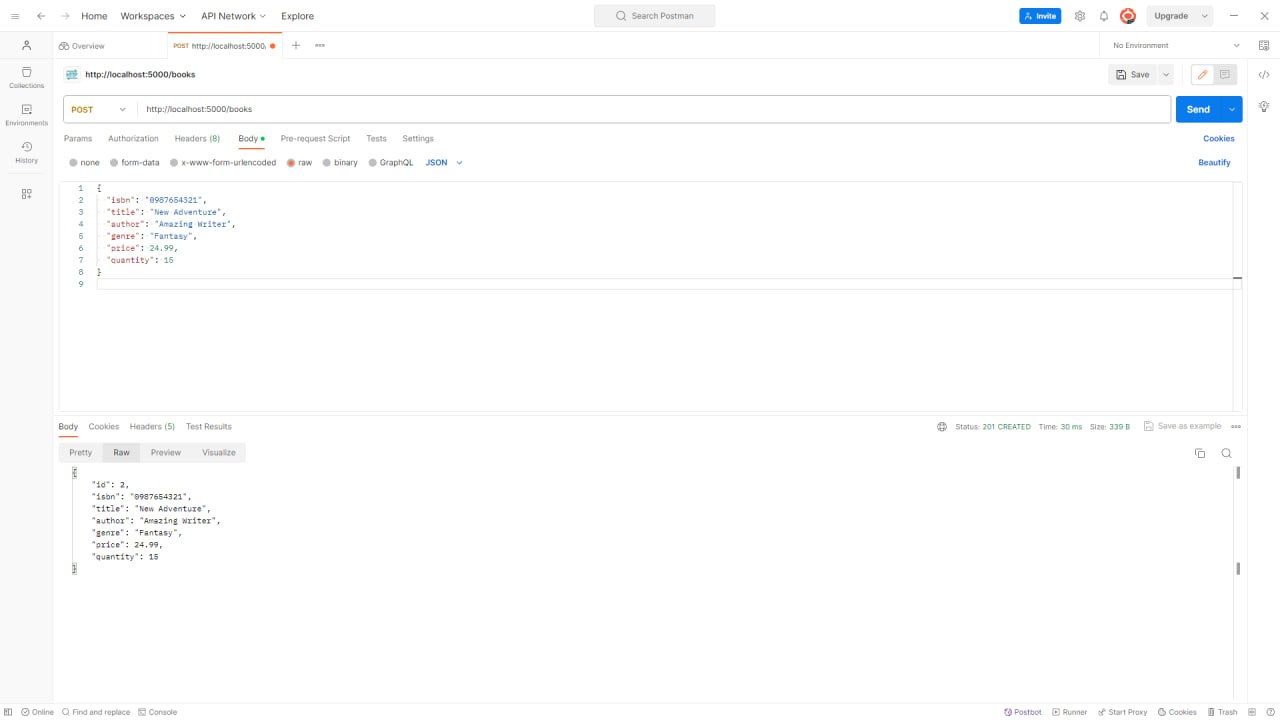 Home Workspaces API Network Explore Search Postman Invite Upgrade
Overview POST http://localhost:5000, No Environment
http://localhost:5000/books Save
POST http://localhost:5000/books Send
Params Authorization Headers (8) Body Pre-request Script Tests Settings Cookies
none form-data x-www-form-urlencoded raw binary GraphQL JSON Beautify
Collections
Environments
History
1 {
2 "isbn": "0987654321",
3 "title": "New Adventure",
4 "author": "Amazing Writer",
5 "genre": "Fantasy",
6 "price": 24.99,
7 "quantity": 15
8 }
9
Body Cookies Headers (5) Test Results Status: 201 CREATED Time: 30 ms Size: 339 B Save as example
Pretty Raw Preview Visualize
{
"id": 2,
"isbn": "0987654321",
"title": "New Adventure",
"author": "Amazing Writer",
"genre": "Fantasy",
"price": 24.99,
"quantity": 15
}
Online Find and replace Console Postbot Runner Start Proxy Cookies Trash